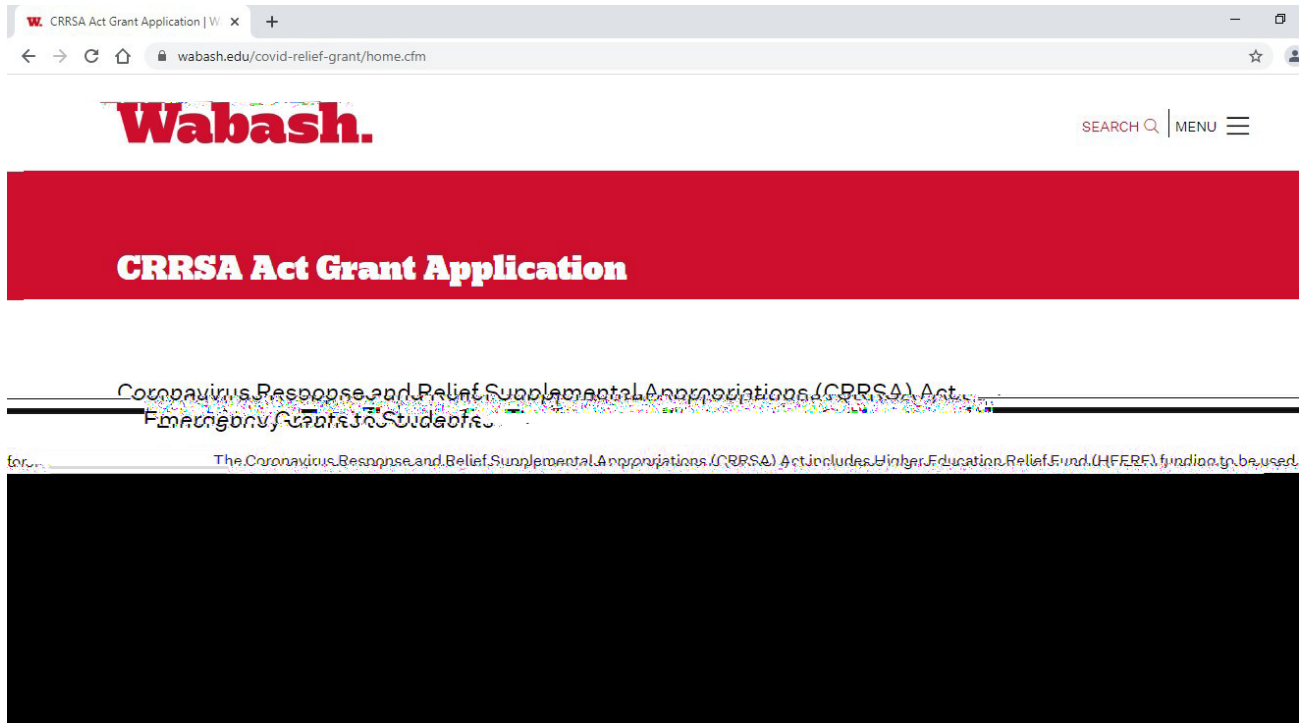 CRRSA Act Grant Application | W
wabash.edu/covid-relief-grant/home.cfm
Wabash.
SEARCH MENU
CRRSA Act Grant Application
Coronavirus Response and Relief Supplemental Appropriations (CRRSA) Act
Emergency Grants to Students
The Coronavirus Response and Relief Supplemental Appropriations (CRRSA) Act includes Higher Education Relief Fund (HEERF) funding to be used
for